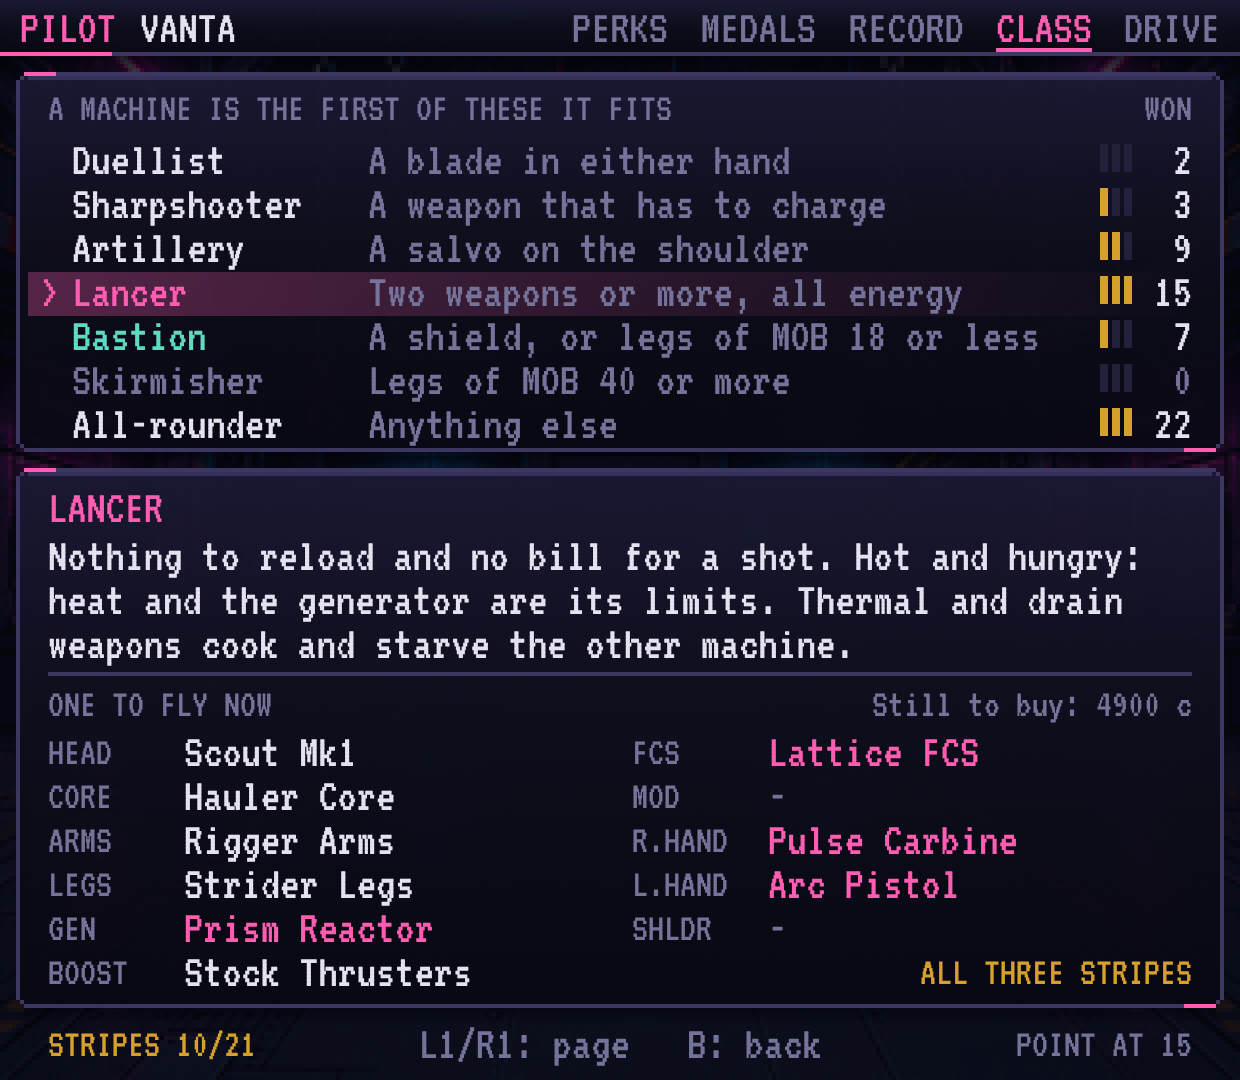 PILOT VANTA PERKS MEDALS RECORD CLASS DRIVE
A MACHINE IS THE FIRST OF THESE IT FITS WON
Duellist A blade in either hand 2
Sharpshooter A weapon that has to charge 3
Artillery A salvo on the shoulder 9
> Lancer Two weapons or more, all energy 15
Bastion A shield, or legs of MOB 18 or less 7
Skirmisher Legs of MOB 40 or more 0
All-rounder Anything else 22
LANCER
Nothing to reload and no bill for a shot. Hot and hungry:
heat and the generator are its limits. Thermal and drain
weapons cook and starve the other machine.
ONE TO FLY NOW Still to buy: 4900 c
HEAD Scout Mk1 FCS Lattice FCS
CORE Hauler Core MOD -
ARMS Rigger Arms R.HAND Pulse Carbine
LEGS Strider Legs L.HAND Arc Pistol
GEN Prism Reactor SHLDR -
BOOST Stock Thrusters ALL THREE STRIPES
STRIPES 10/21 L1/R1: page B: back POINT AT 15